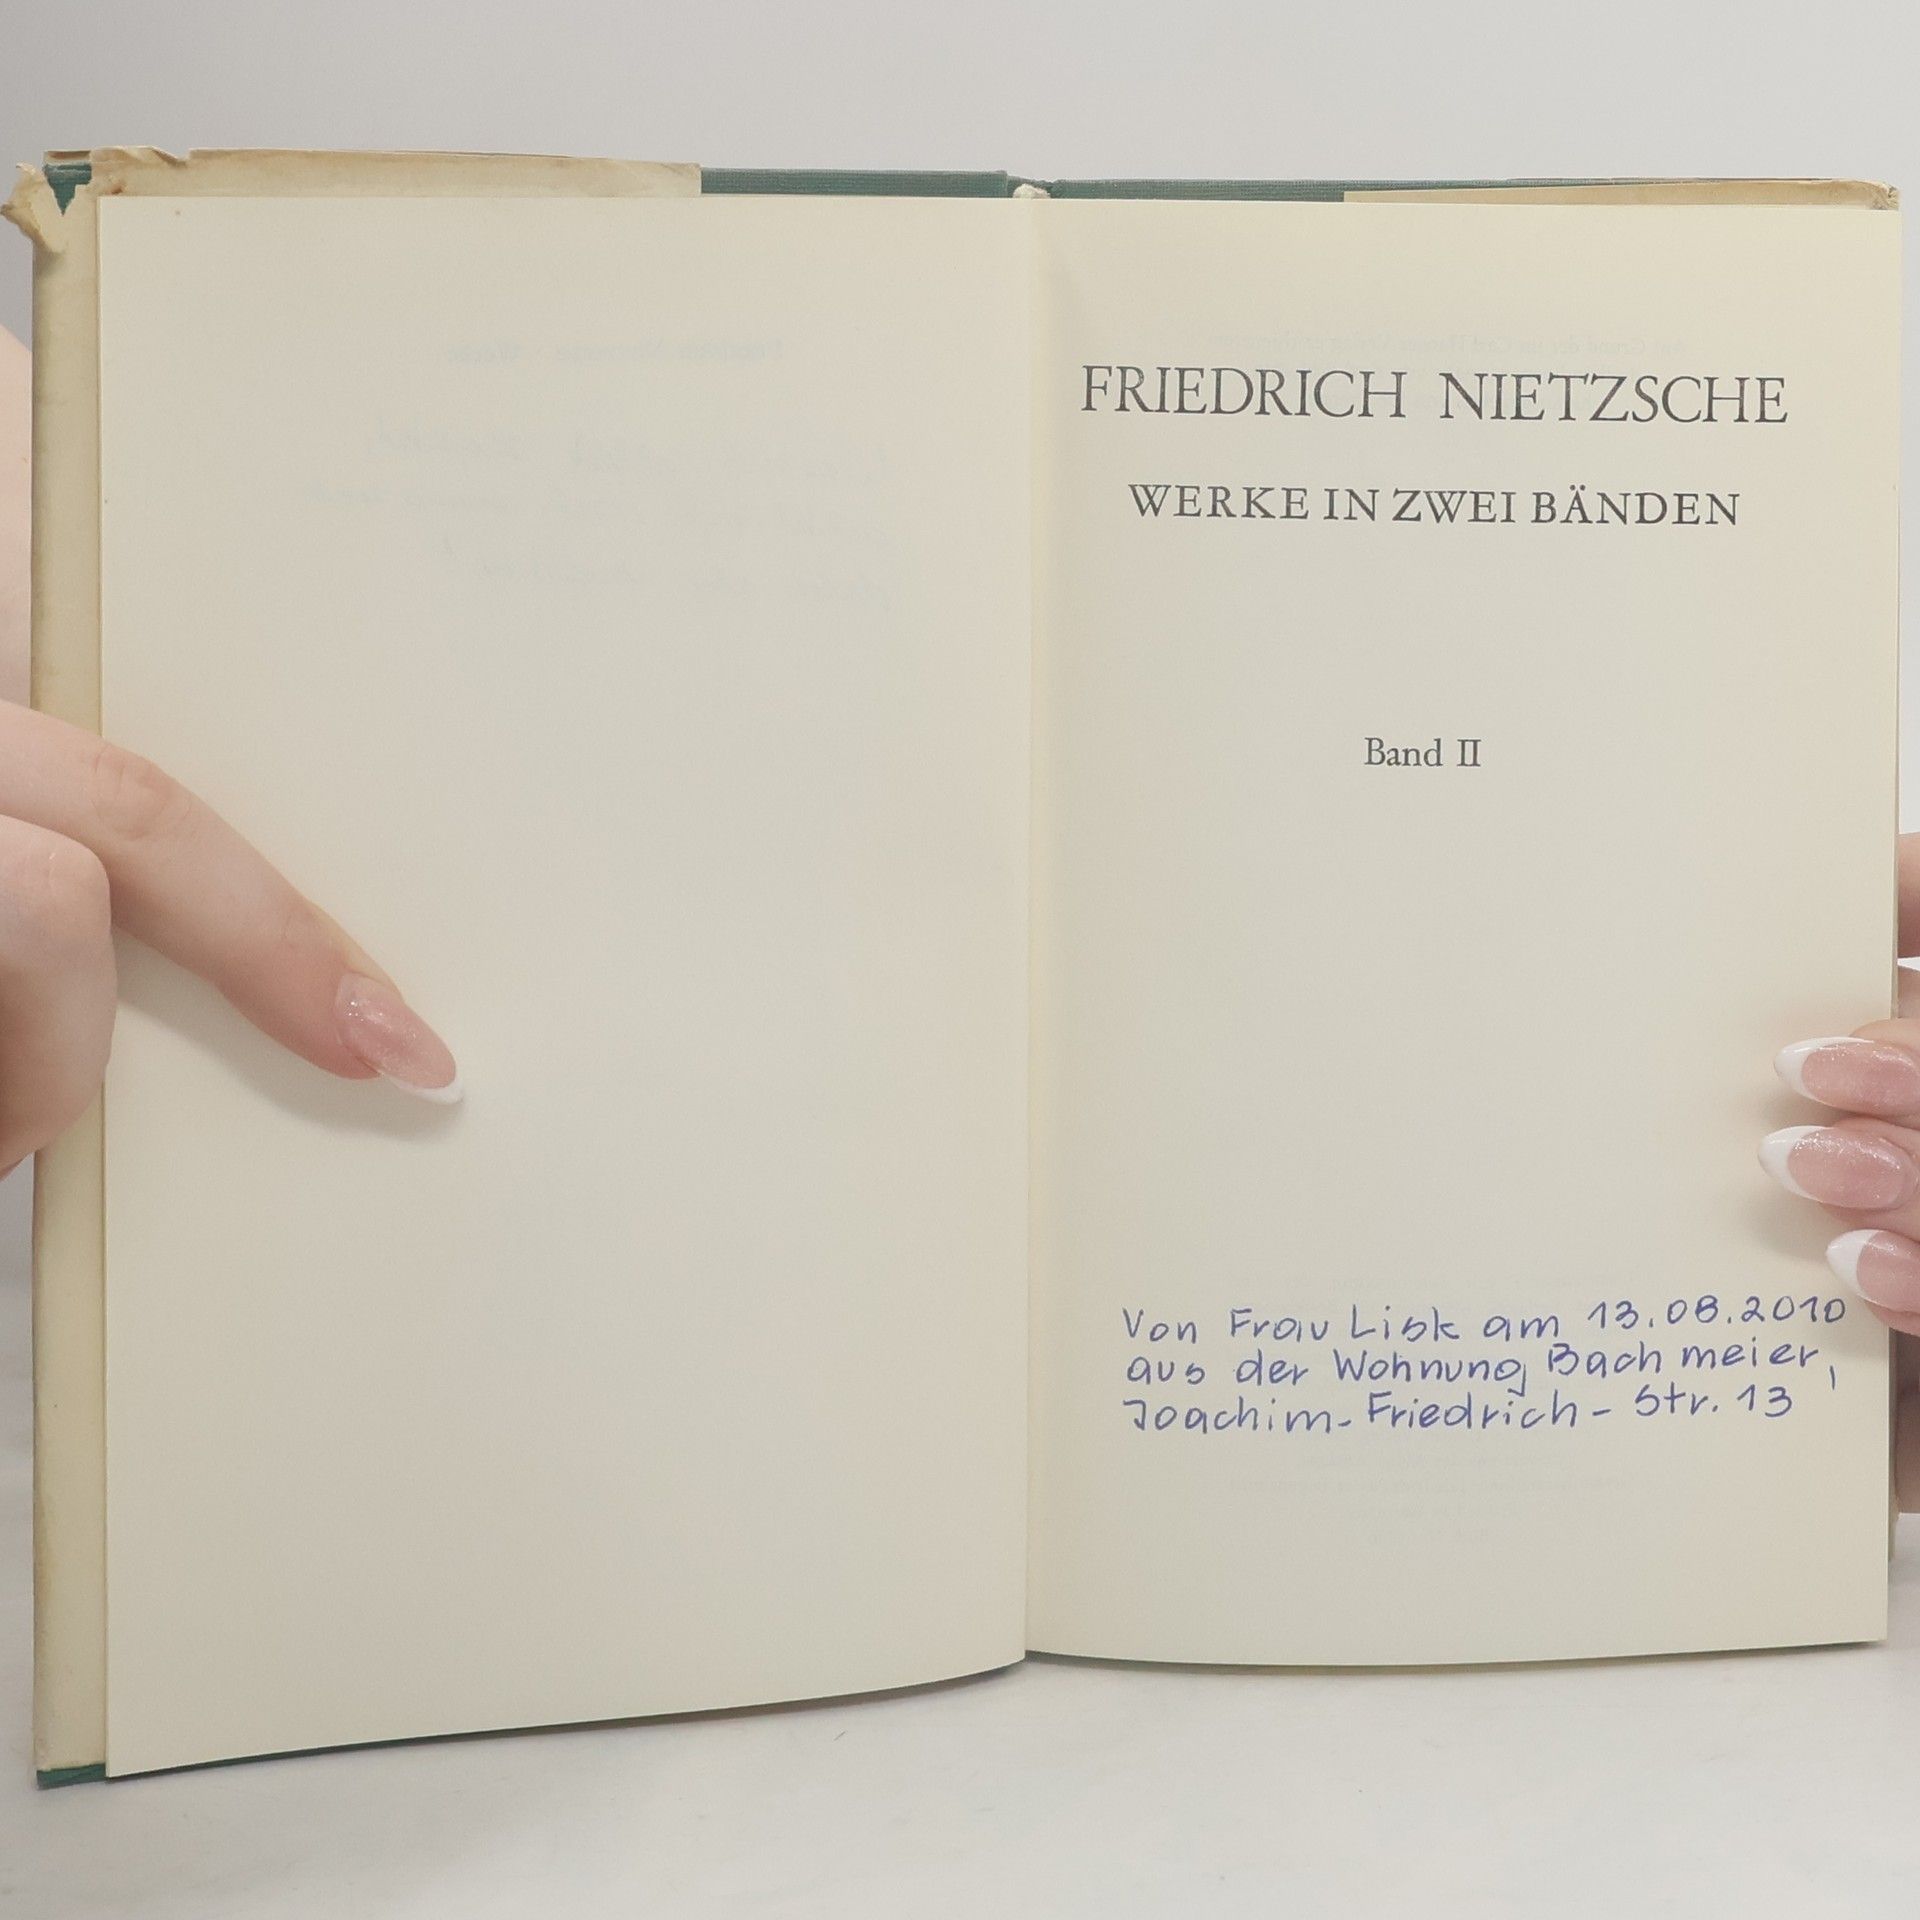 FRIEDRICH NIETZSCHE
WERKE IN ZWEI BÄNDEN
Band II
Von Frau Lisk am 13.08.2010
aus der Wohnung Bachmeier,
Joachim-Friedrich-Str. 13